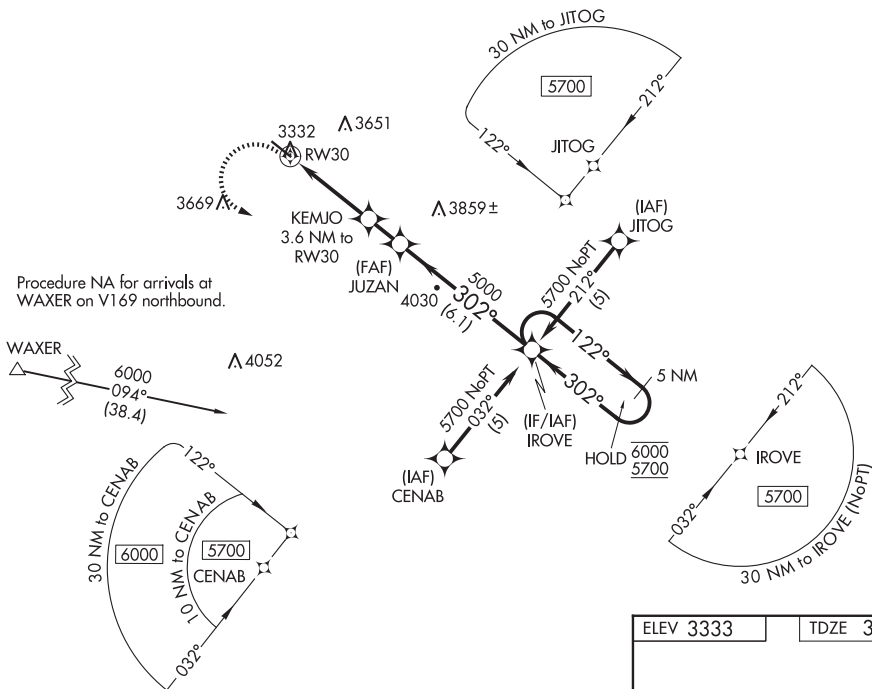 30 NM to JITOG
5700
212°
122°
JITOG
3332
RW30
3651
3669
KEMJO
3.6 NM to
RW30
3859 ±
(IAF)
JITOG
(FAF)
JUZAN
5000
302°
(6.1)
4030
5700 NoPT
212°
(5)
Procedure NA for arrivals at
WAXER on V169 northbound.
WAXER
6000
094°
(38.4)
4052
122°
302°
5 NM
5700 NoPT
032°
(5)
(IF/IAF)
IROVE
HOLD
6000
5700
(IAF)
CENAB
212°
IROVE
5700
032°
30 NM to IROVE (NoPT)
122°
30 NM to CENAB
6000
10 NM to CENAB
5700
CENAB
032°
ELEV 3333
TDZE 3